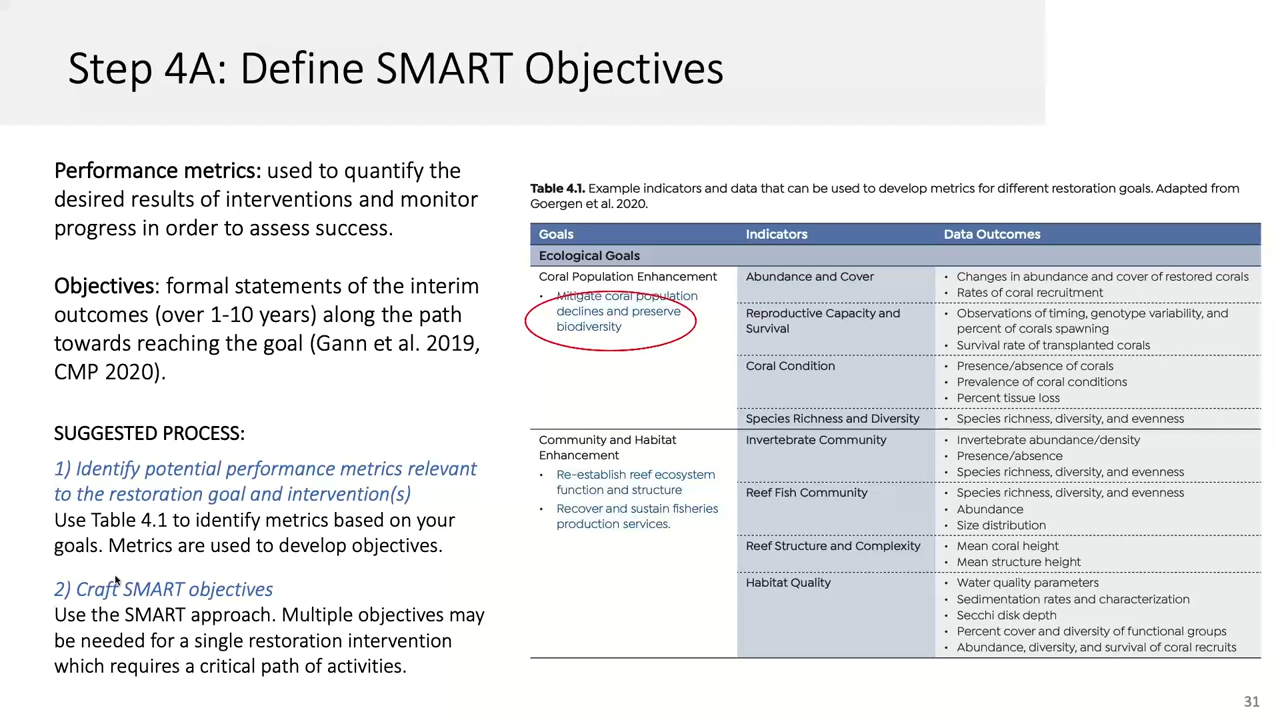 Step 4A: Define SMART Objectives
Performance metrics: used to quantify the
desired results of interventions and monitor
progress in order to assess success.
Objectives: formal statements of the interim
outcomes (over 1-10 years) along the path
towards reaching the goal (Gann et al. 2019,
CMP 2020).
SUGGESTED PROCESS:
1) Identify potential performance metrics relevant
to the restoration goal and intervention(s)
Use Table 4.1 to identify metrics based on your
goals. Metrics are used to develop objectives.
2) Craft SMART objectives
Use the SMART approach. Multiple objectives may
be needed for a single restoration intervention
which requires a critical path of activities.
Table 4.1. Example indicators and data that can be used to develop metrics for different restoration goals. Adapted from
Goergen et al. 2020.
Goals Indicators Data Outcomes
Ecological Goals
Coral Population Enhancement
• Mitigate coral population
declines and preserve
biodiversity
Abundance and Cover
• Changes in abundance and cover of restored corals
• Rates of coral recruitment
Reproductive Capacity and
Survival
• Observations of timing, genotype variability, and
percent of corals spawning
• Survival rate of transplanted corals
Coral Condition
• Presence/absence of corals
• Prevalence of coral conditions
• Percent tissue loss
Species Richness and Diversity
• Species richness, diversity, and evenness
Community and Habitat
Enhancement
• Re-establish reef ecosystem
function and structure
• Recover and sustain fisheries
production services.
Invertebrate Community
• Invertebrate abundance/density
• Presence/absence
• Species richness, diversity, and evenness
Reef Fish Community
• Species richness, diversity, and evenness
• Abundance
• Size distribution
Reef Structure and Complexity
• Mean coral height
• Mean structure height
Habitat Quality
• Water quality parameters
• Sedimentation rates and characterization
• Secchi disk depth
• Percent cover and diversity of functional groups
• Abundance, diversity, and survival of coral recruits
31